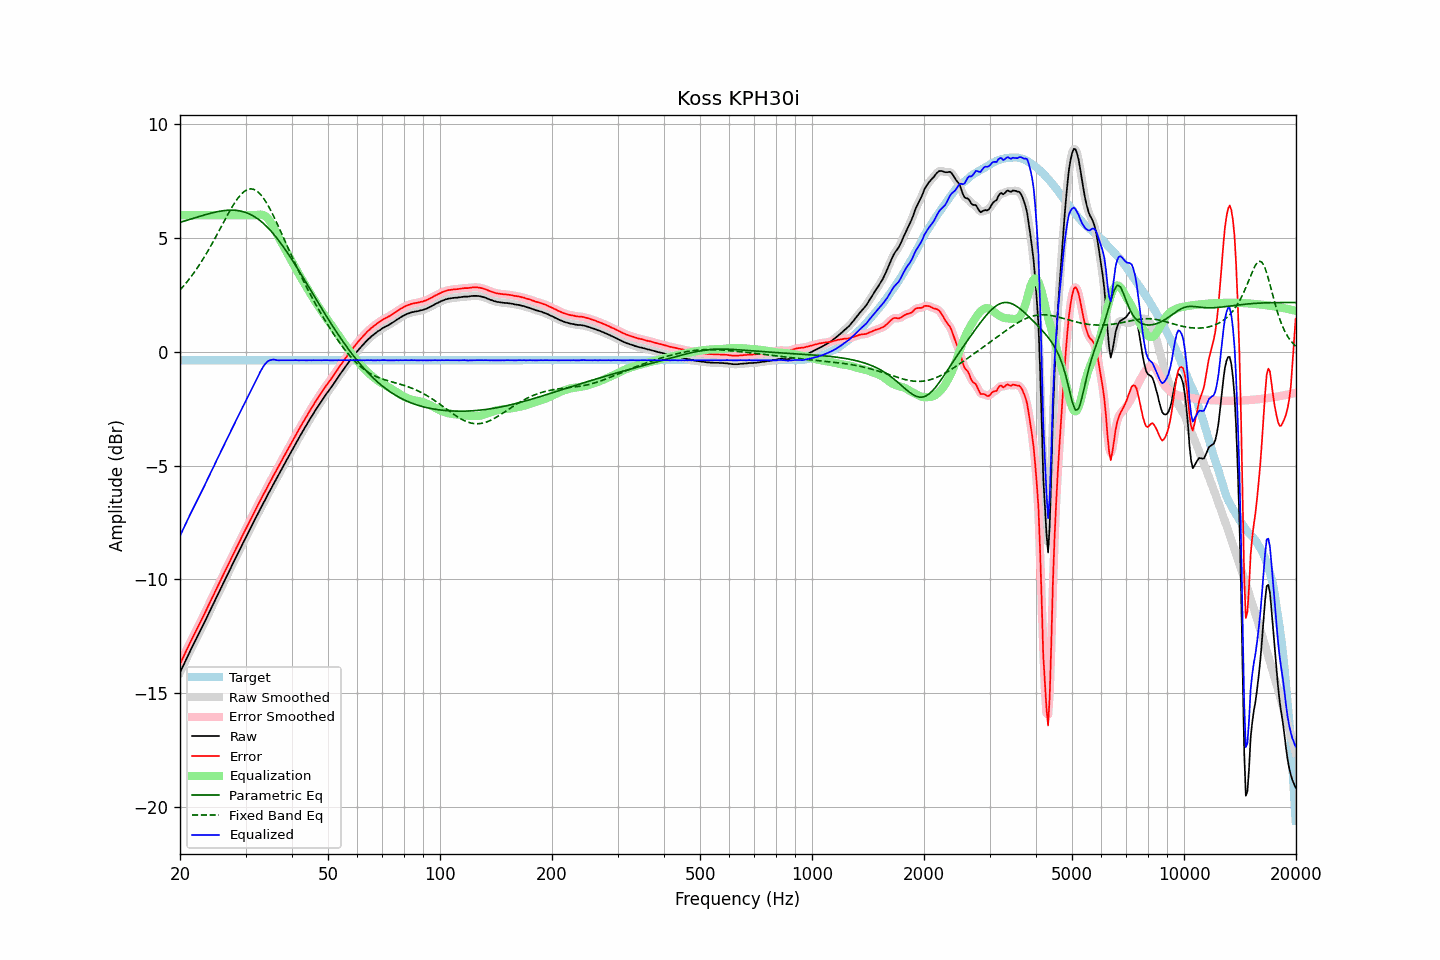 Koss KPH30i
10
5
0
−5
−10
−15
−20
Amplitude (dBr)
Target
Raw Smoothed
Error Smoothed
Raw
Error
Equalization
Parametric Eq
Fixed Band Eq
Equalized
20 50 100 200 500 1000 2000 5000 10000 20000
Frequency (Hz)